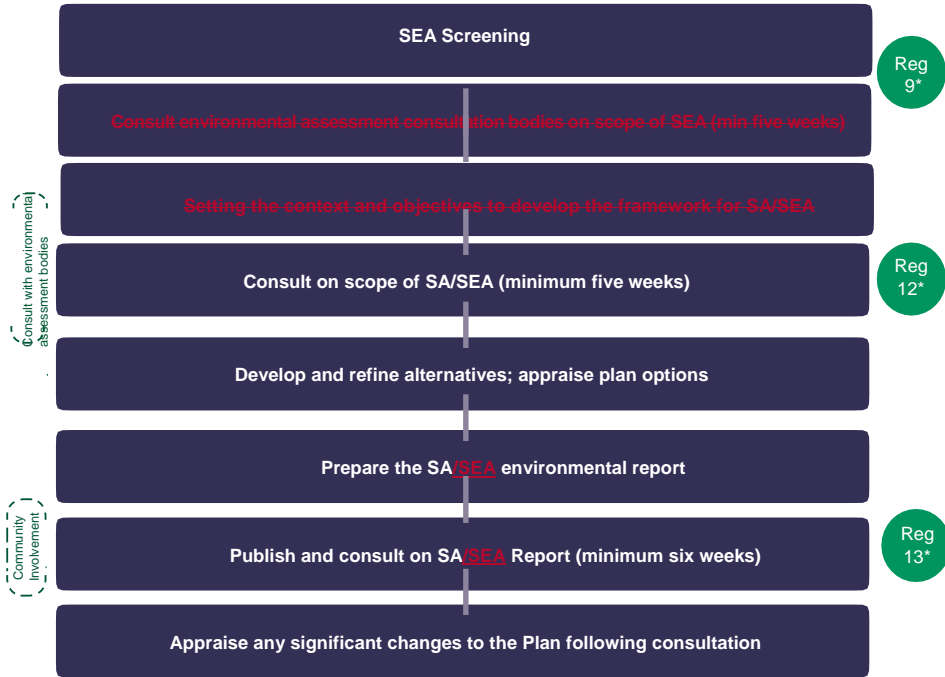 SEA Screening
Reg
9*
Consult environmental assessment consultation bodies on scope of SEA (min five weeks)
Setting the context and objectives to develop the framework for SA/SEA
Consult with environmental
assessment bodies
Consult on scope of SA/SEA (minimum five weeks)
Reg
12*
Develop and refine alternatives; appraise plan options
Prepare the SA/SEA environmental report
Community
Involvement
Publish and consult on SA/SEA Report (minimum six weeks)
Reg
13*
Appraise any significant changes to the Plan following consultation